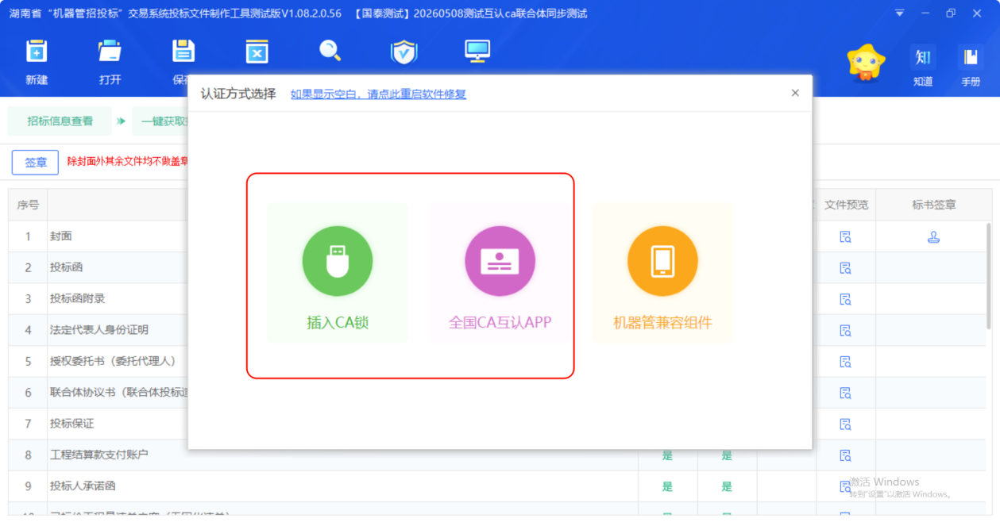 湖南省“机器管招投标”交易系统投标文件制作工具测试版V1.08.2.0.56 【国泰测试】20260508测试互认ca联合体同步测试
新建
打开
知道
手册
认证方式选择 如果显示空白，请点此重启软件修复
招标信息查看
一键获取
签章 除封面外其余文件均不做盖章
序号 文件预览 标书签章
插入CA锁 全国CA互认APP 机器管兼容组件
1 封面
2 投标函
3 投标函附录
4 法定代表人身份证明
5 授权委托书（委托代理人）
6 联合体协议书（联合体投标
7 投标保证
8 工程结算款支付账户 是 是
9 投标人承诺函 是 是
激活 Windows
转到“设置”以激活 Windows。